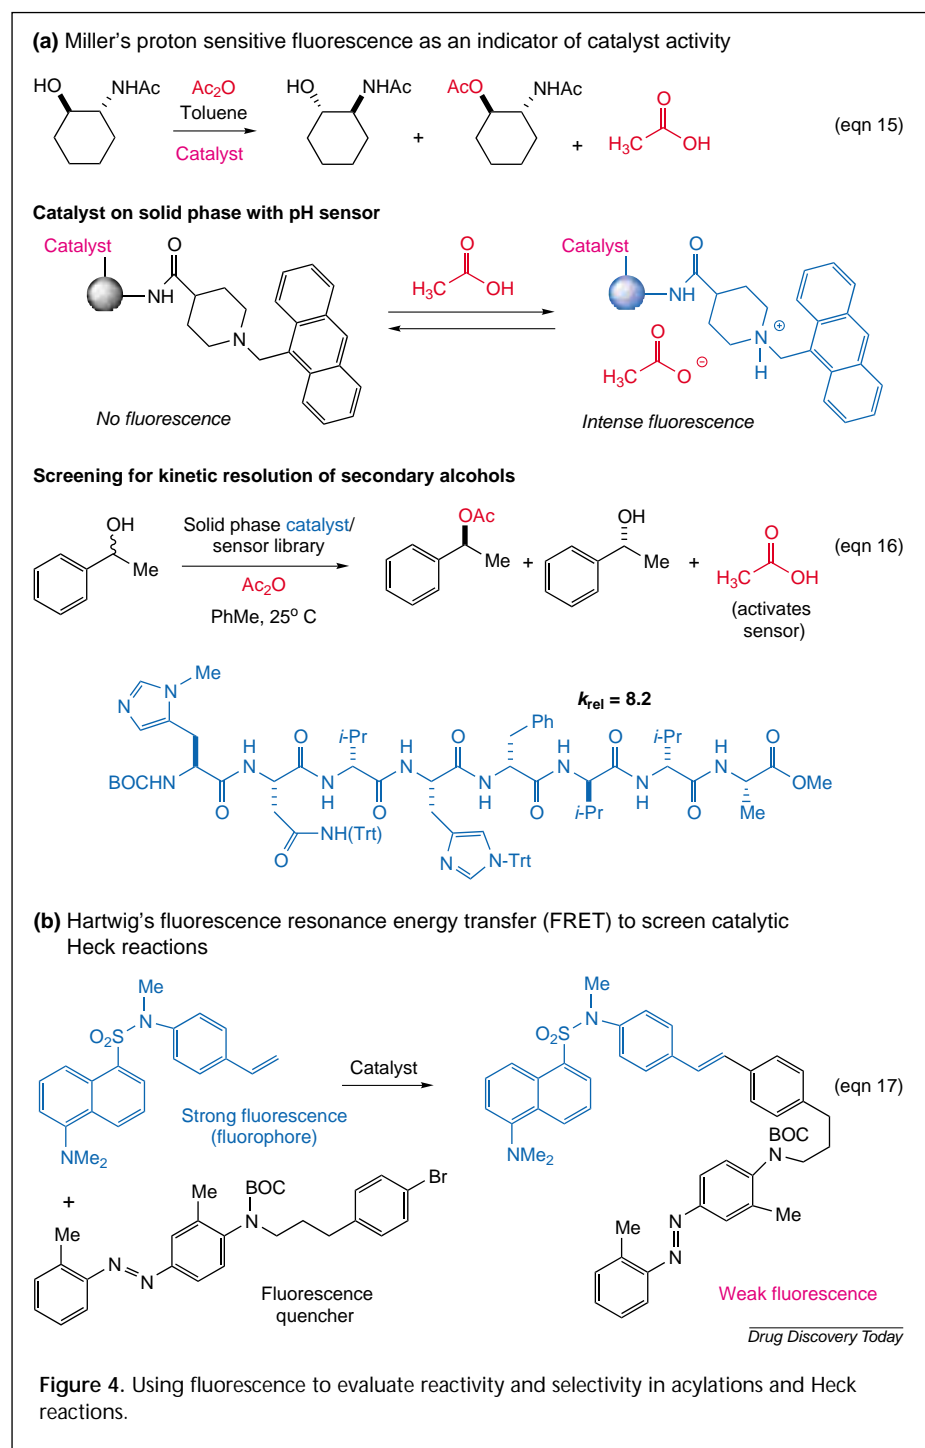 (a) Miller's proton sensitive fluorescence as an indicator of catalyst activity
HO NHAc
Ac2O
Toluene
Catalyst
HO NHAc
+
AcO NHAc
+
O
H3C OH
(eqn 15)
Catalyst on solid phase with pH sensor
Catalyst
O
NH
N
No fluorescence
O
H3C OH
Catalyst
O
NH
N
H
+
O
H3C O
−
Intense fluorescence
Screening for kinetic resolution of secondary alcohols
OH
Me
Solid phase catalyst/
sensor library
Ac2O
PhMe, 25o C
OAc
Me
+
OH
Me
+
O
H3C OH
(activates
sensor)
(eqn 16)
krel = 8.2
N Me
N
BOCHN
O
H
N
O
NH(Trt)
O
i-Pr
N
H
O
H
N
O
N N-Trt
Ph
N
H
O
H
N
O
i-Pr
i-Pr
N
H
O
H
N
O
OMe
Me
(b) Hartwig's fluorescence resonance energy transfer (FRET) to screen catalytic
Heck reactions
Me
N
O2S
NMe2
Strong fluorescence
(fluorophore)
Catalyst
Me
N
O2S
NMe2
(eqn 17)
BOC
N
Me
N
N
Me
Weak fluorescence
+
Me
N
N
Me
BOC
N
Br
Fluorescence
quencher
Drug Discovery Today
Figure 4. Using fluorescence to evaluate reactivity and selectivity in acylations and Heck
reactions.